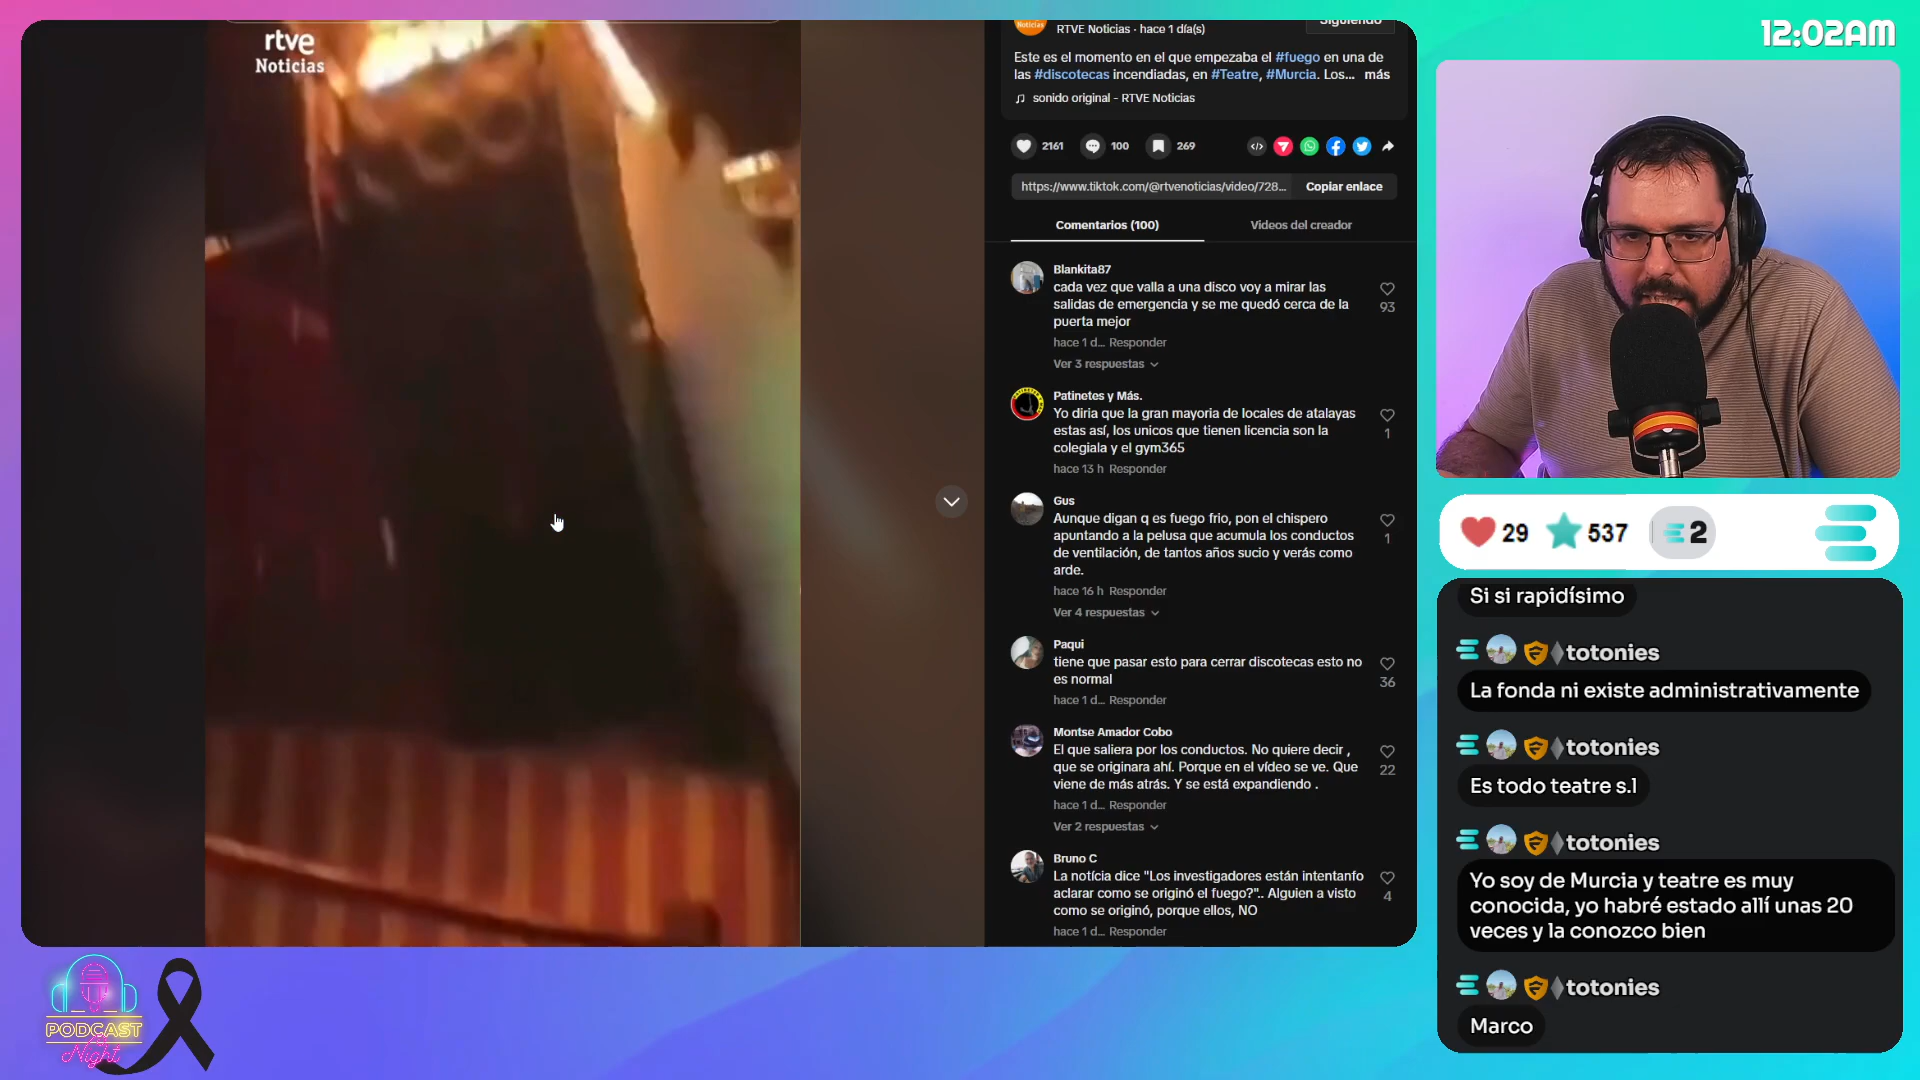 rtve
Noticias
Noticias
RTVE Noticias · hace 1 día(s)
Siguiendo
Este es el momento en el que empezaba el #fuego en una de
las #discotecas incendiadas, en #Teatre, #Murcia. Los... más
sonido original - RTVE Noticias
2161
100
269
https://www.tiktok.com/@rtvenoticias/video/728...
Copiar enlace
Comentarios (100)
Videos del creador
Blankita87
cada vez que valla a una disco voy a mirar las
salidas de emergencia y se me quedó cerca de la
puerta mejor
93
hace 1 d... Responder
Ver 3 respuestas
Patinetes y Más.
Yo diria que la gran mayoria de locales de atalayas
estas así, los unicos que tienen licencia son la
colegiala y el gym365
1
hace 13 h Responder
Gus
Aunque digan q es fuego frio, pon el chispero
apuntando a la pelusa que acumula los conductos
de ventilación, de tantos años sucio y verás como
arde.
1
hace 16 h Responder
Ver 4 respuestas
Paqui
tiene que pasar esto para cerrar discotecas esto no
es normal
36
hace 1 d... Responder
Montse Amador Cobo
El que saliera por los conductos. No quiere decir ,
que se originara ahí. Porque en el vídeo se ve. Que
viene de más atrás. Y se está expandiendo .
22
hace 1 d... Responder
Ver 2 respuestas
Bruno C
La notícia dice "Los investigadores están intentanfo
aclarar como se originó el fuego?".. Alguien a visto
como se originó, porque ellos, NO
4
hace 1 d... Responder
12:02AM
29
537
2
Si si rapidísimo
totonies
La fonda ni existe administrativamente
totonies
Es todo teatre s.l
totonies
Yo soy de Murcia y teatre es muy
conocida, yo habré estado allí unas 20
veces y la conozco bien
totonies
Marco
PODCAST
Night